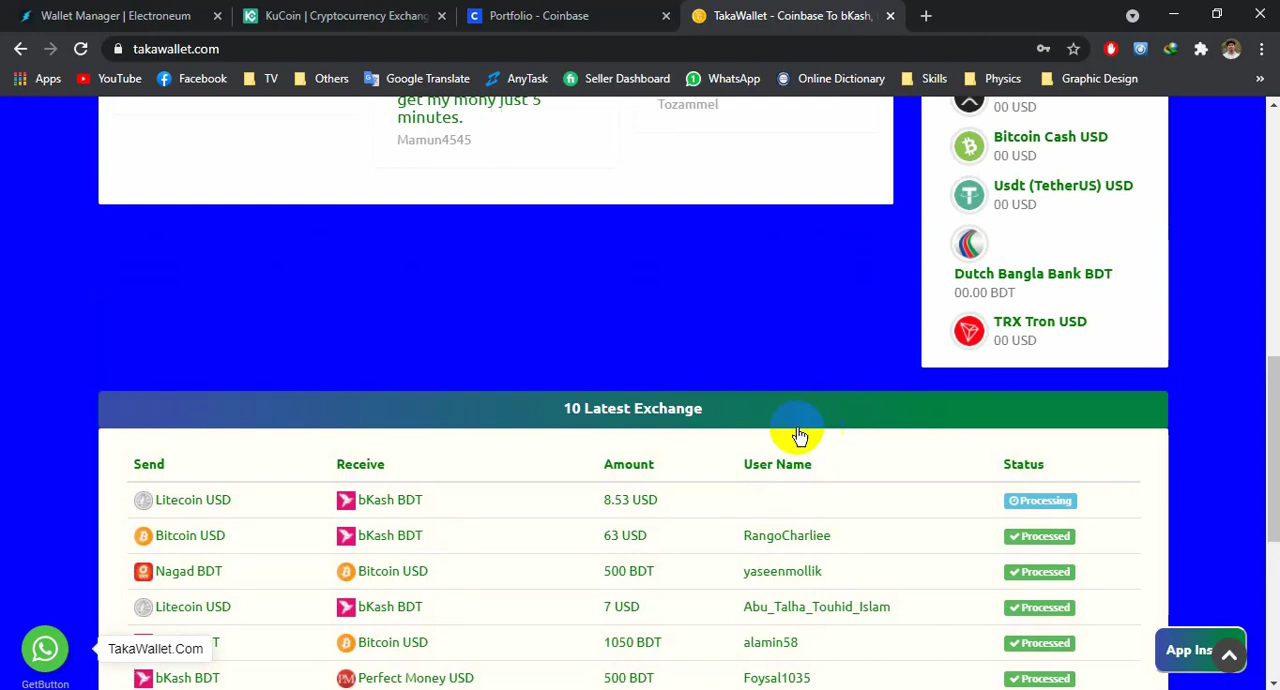 Wallet Manager | Electroneum
KuCoin | Cryptocurrency Exchang
Portfolio - Coinbase
TakaWallet - Coinbase To bKash,
takawallet.com
Apps YouTube Facebook TV Others Google Translate AnyTask Seller Dashboard WhatsApp Online Dictionary Skills Physics Graphic Design »
get my mony just 5
minutes.
Mamun4545
Tozammel
00 USD
Bitcoin Cash USD
00 USD
Usdt (TetherUS) USD
00 USD
Dutch Bangla Bank BDT
00.00 BDT
TRX Tron USD
00 USD
10 Latest Exchange
Send Receive Amount User Name Status
Litecoin USD bKash BDT 8.53 USD Processing
Bitcoin USD bKash BDT 63 USD RangoCharliee Processed
Nagad BDT Bitcoin USD 500 BDT yaseenmollik Processed
Litecoin USD bKash BDT 7 USD Abu_Talha_Touhid_Islam Processed
T Bitcoin USD 1050 BDT alamin58 Processed
bKash BDT Perfect Money USD 500 BDT Foysal1035 Processed
TakaWallet.Com
GetButton
App Ins